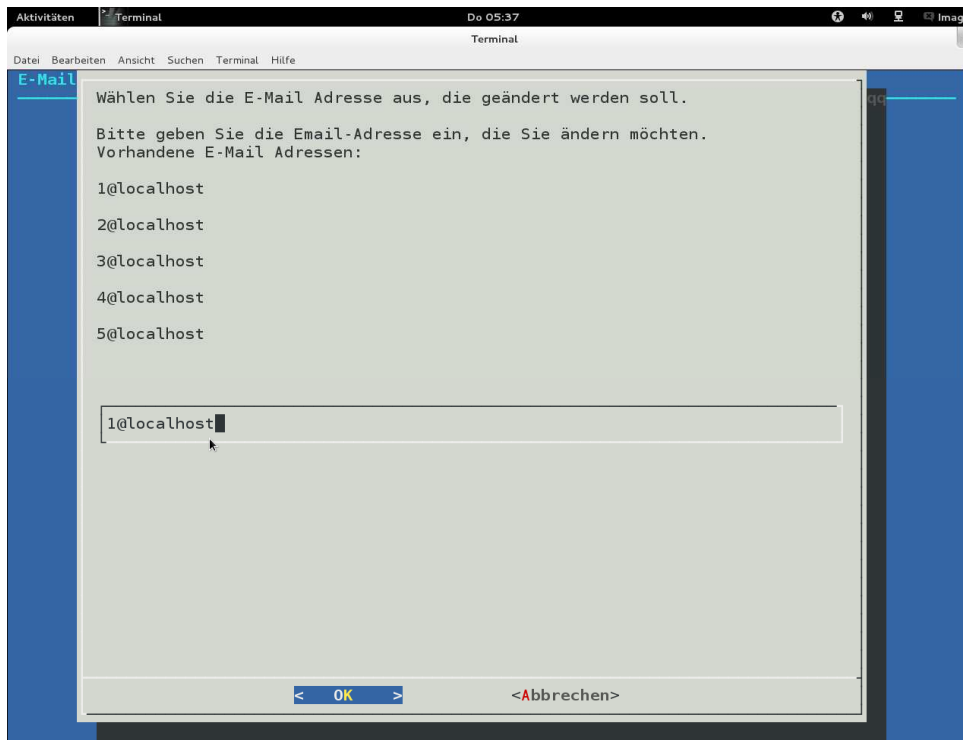 Aktivitäten Terminal Do 05:37 Imag
Terminal
Datei Bearbeiten Ansicht Suchen Terminal Hilfe
E-Mail
qq
Wählen Sie die E-Mail Adresse aus, die geändert werden soll.
Bitte geben Sie die Email-Adresse ein, die Sie ändern möchten.
Vorhandene E-Mail Adressen:
1@localhost
2@localhost
3@localhost
4@localhost
5@localhost
1@localhost
< OK > <Abbrechen>